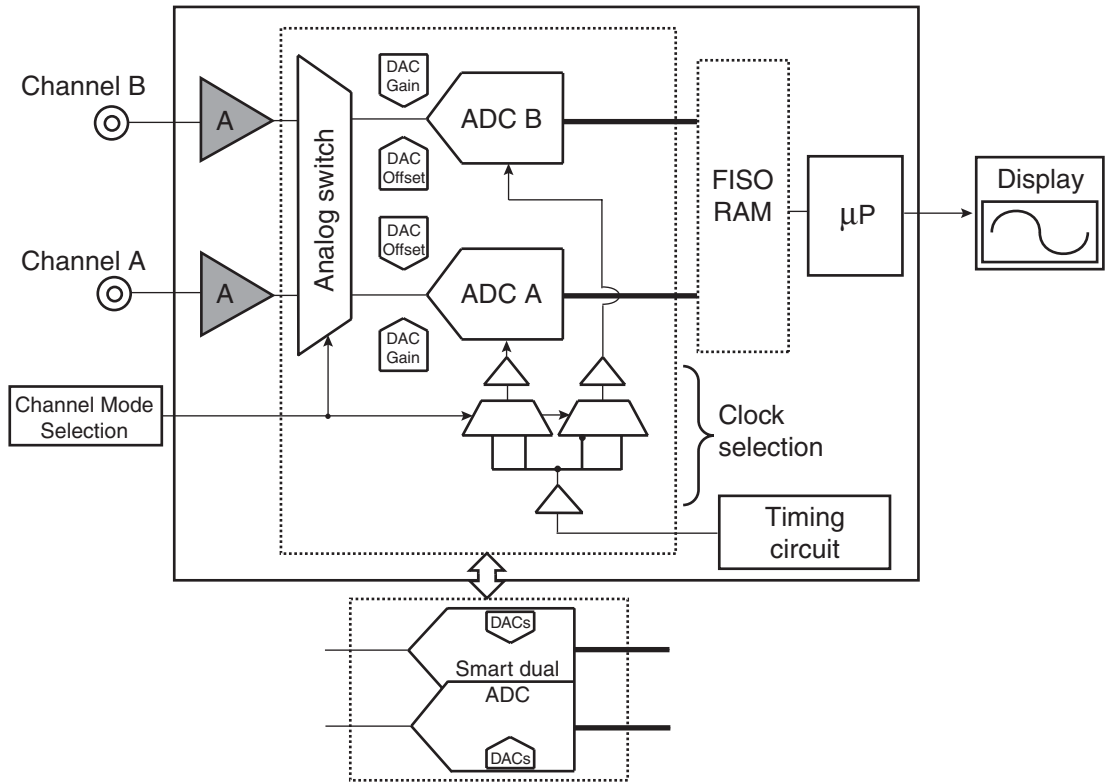 Channel B
A
Analog switch
DAC
Gain
ADC B
DAC
Offset
FISO
RAM
µP
Display
Channel A
A
DAC
Offset
ADC A
DAC
Gain
Channel Mode
Selection
Clock
selection
Timing
circuit
DACs
Smart dual
ADC
DACs